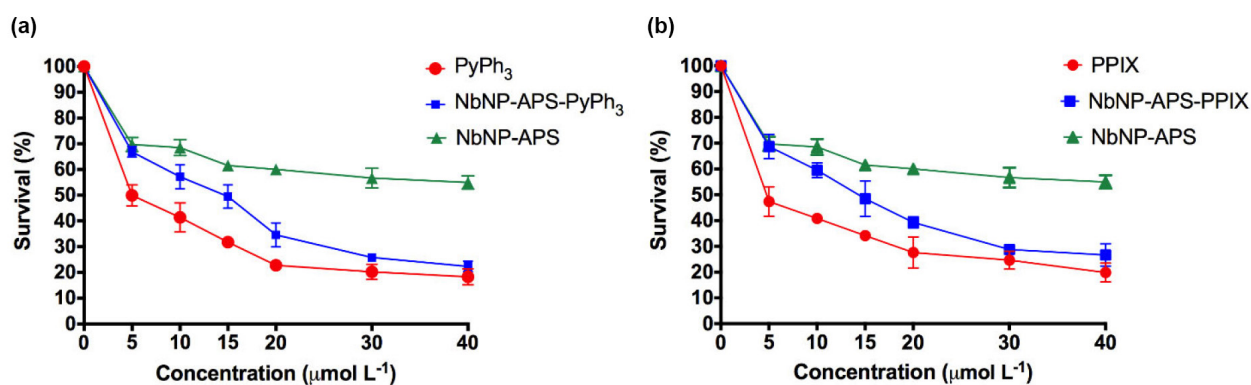 (a)
PyPh3
NbNP-APS-PyPh3
NbNP-APS
Survival (%)
100
90
80
70
60
50
40
30
20
10
0
0 5 10 15 20 30 40
Concentration (μmol L-1)
(b)
PPIX
NbNP-APS-PPIX
NbNP-APS
Survival (%)
100
90
80
70
60
50
40
30
20
10
0
0 5 10 15 20 30 40
Concentration (μmol L-1)